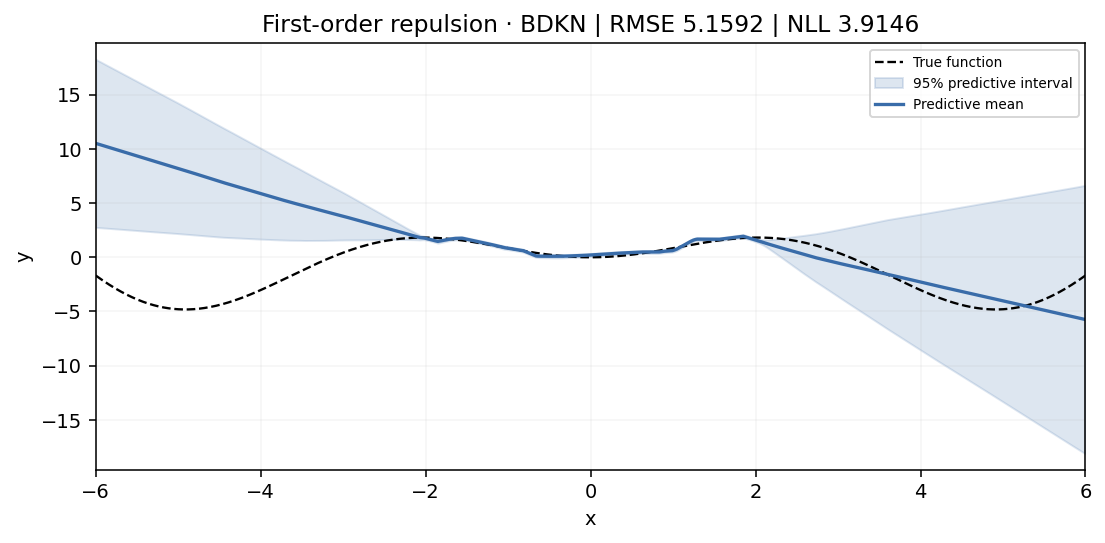 First-order repulsion · BDKN | RMSE 5.1592 | NLL 3.9146
True function
95% predictive interval
Predictive mean
15
10
5
0
−5
−10
−15
y
−6 −4 −2 0 2 4 6
x